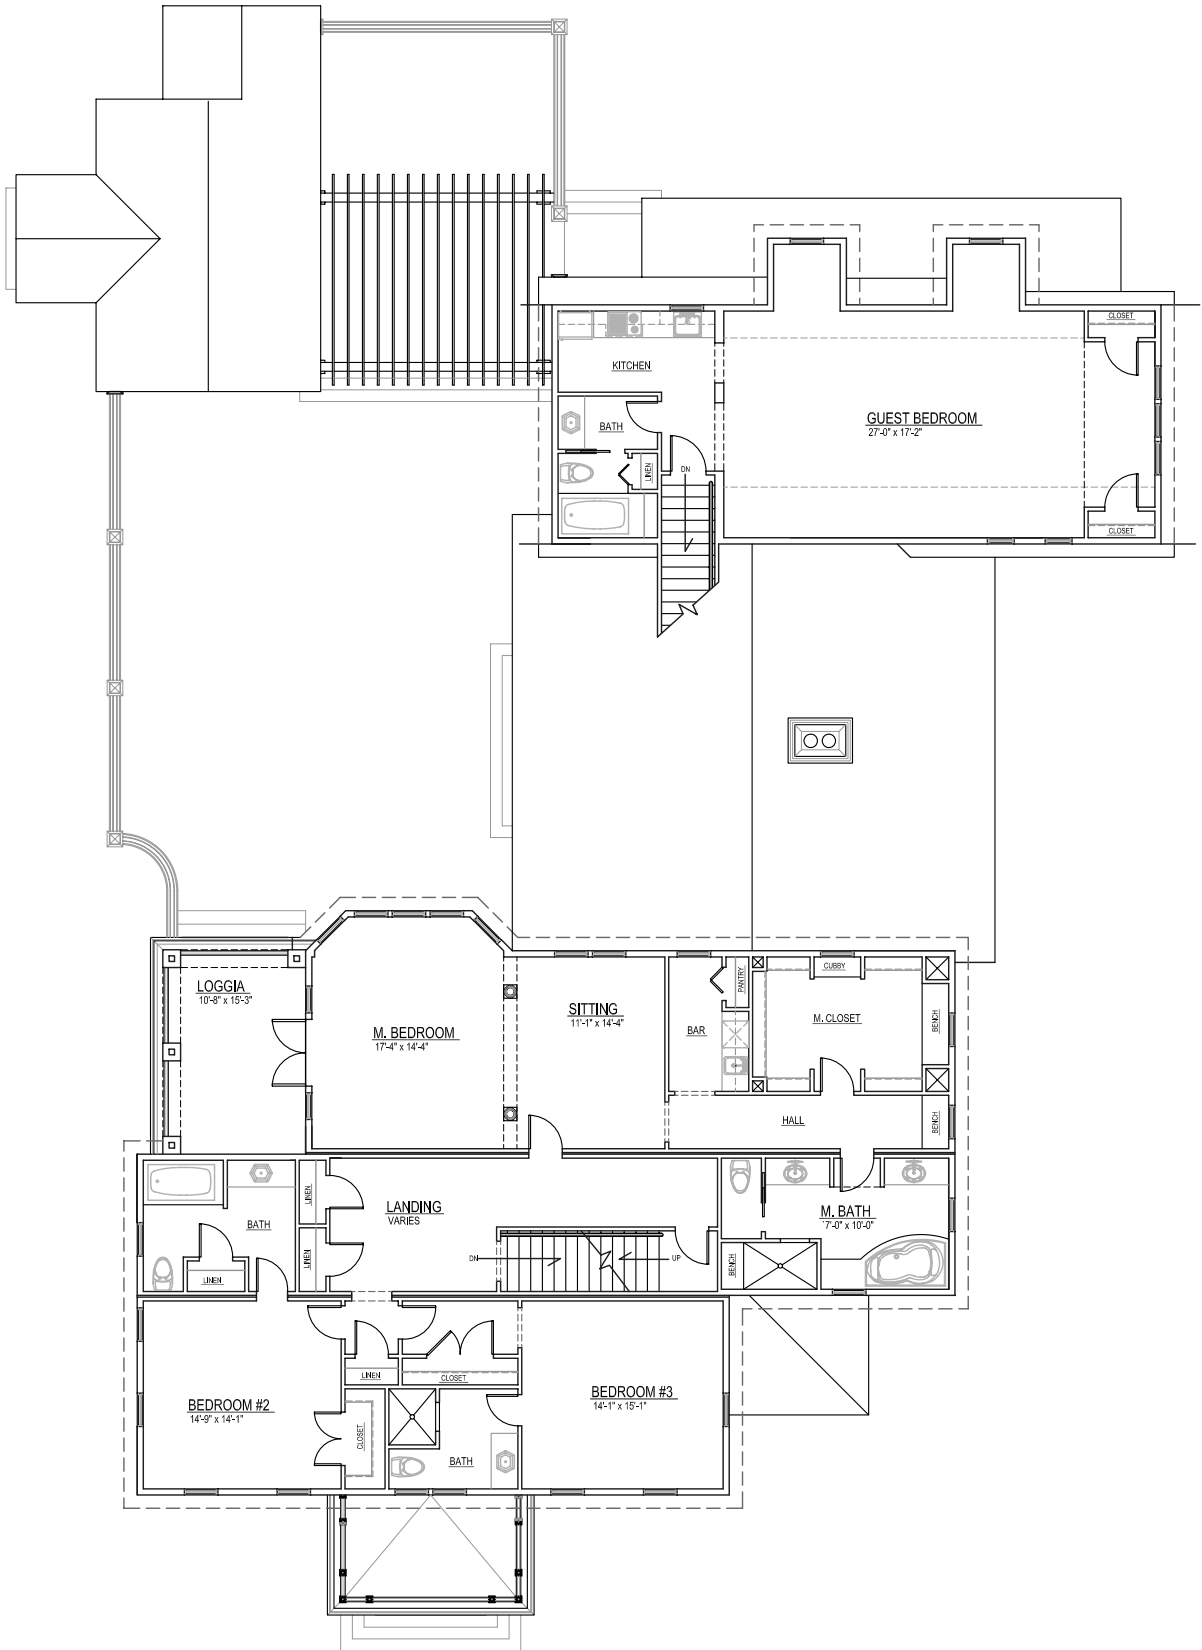 CLOSET
KITCHEN
GUEST BEDROOM
27'-0" x 17'-2"
BATH
LINEN
DN
CLOSET
CUBBY
PANTRY
LOGGIA
10'-8" x 15'-3"
SITTING
11'-1" x 14'-4"
M. CLOSET
BENCH
M. BEDROOM
17'-4" x 14'-4"
BAR
HALL
BENCH
LINEN
LANDING
VARIES
M. BATH
'7'-0" x 10'-0"
BATH
LINEN
DN
UP
BENCH
LINEN
LINEN
CLOSET
BEDROOM #2
14'-9" x 14'-1"
BEDROOM #3
14'-1" x 15'-1"
CLOSET
BATH